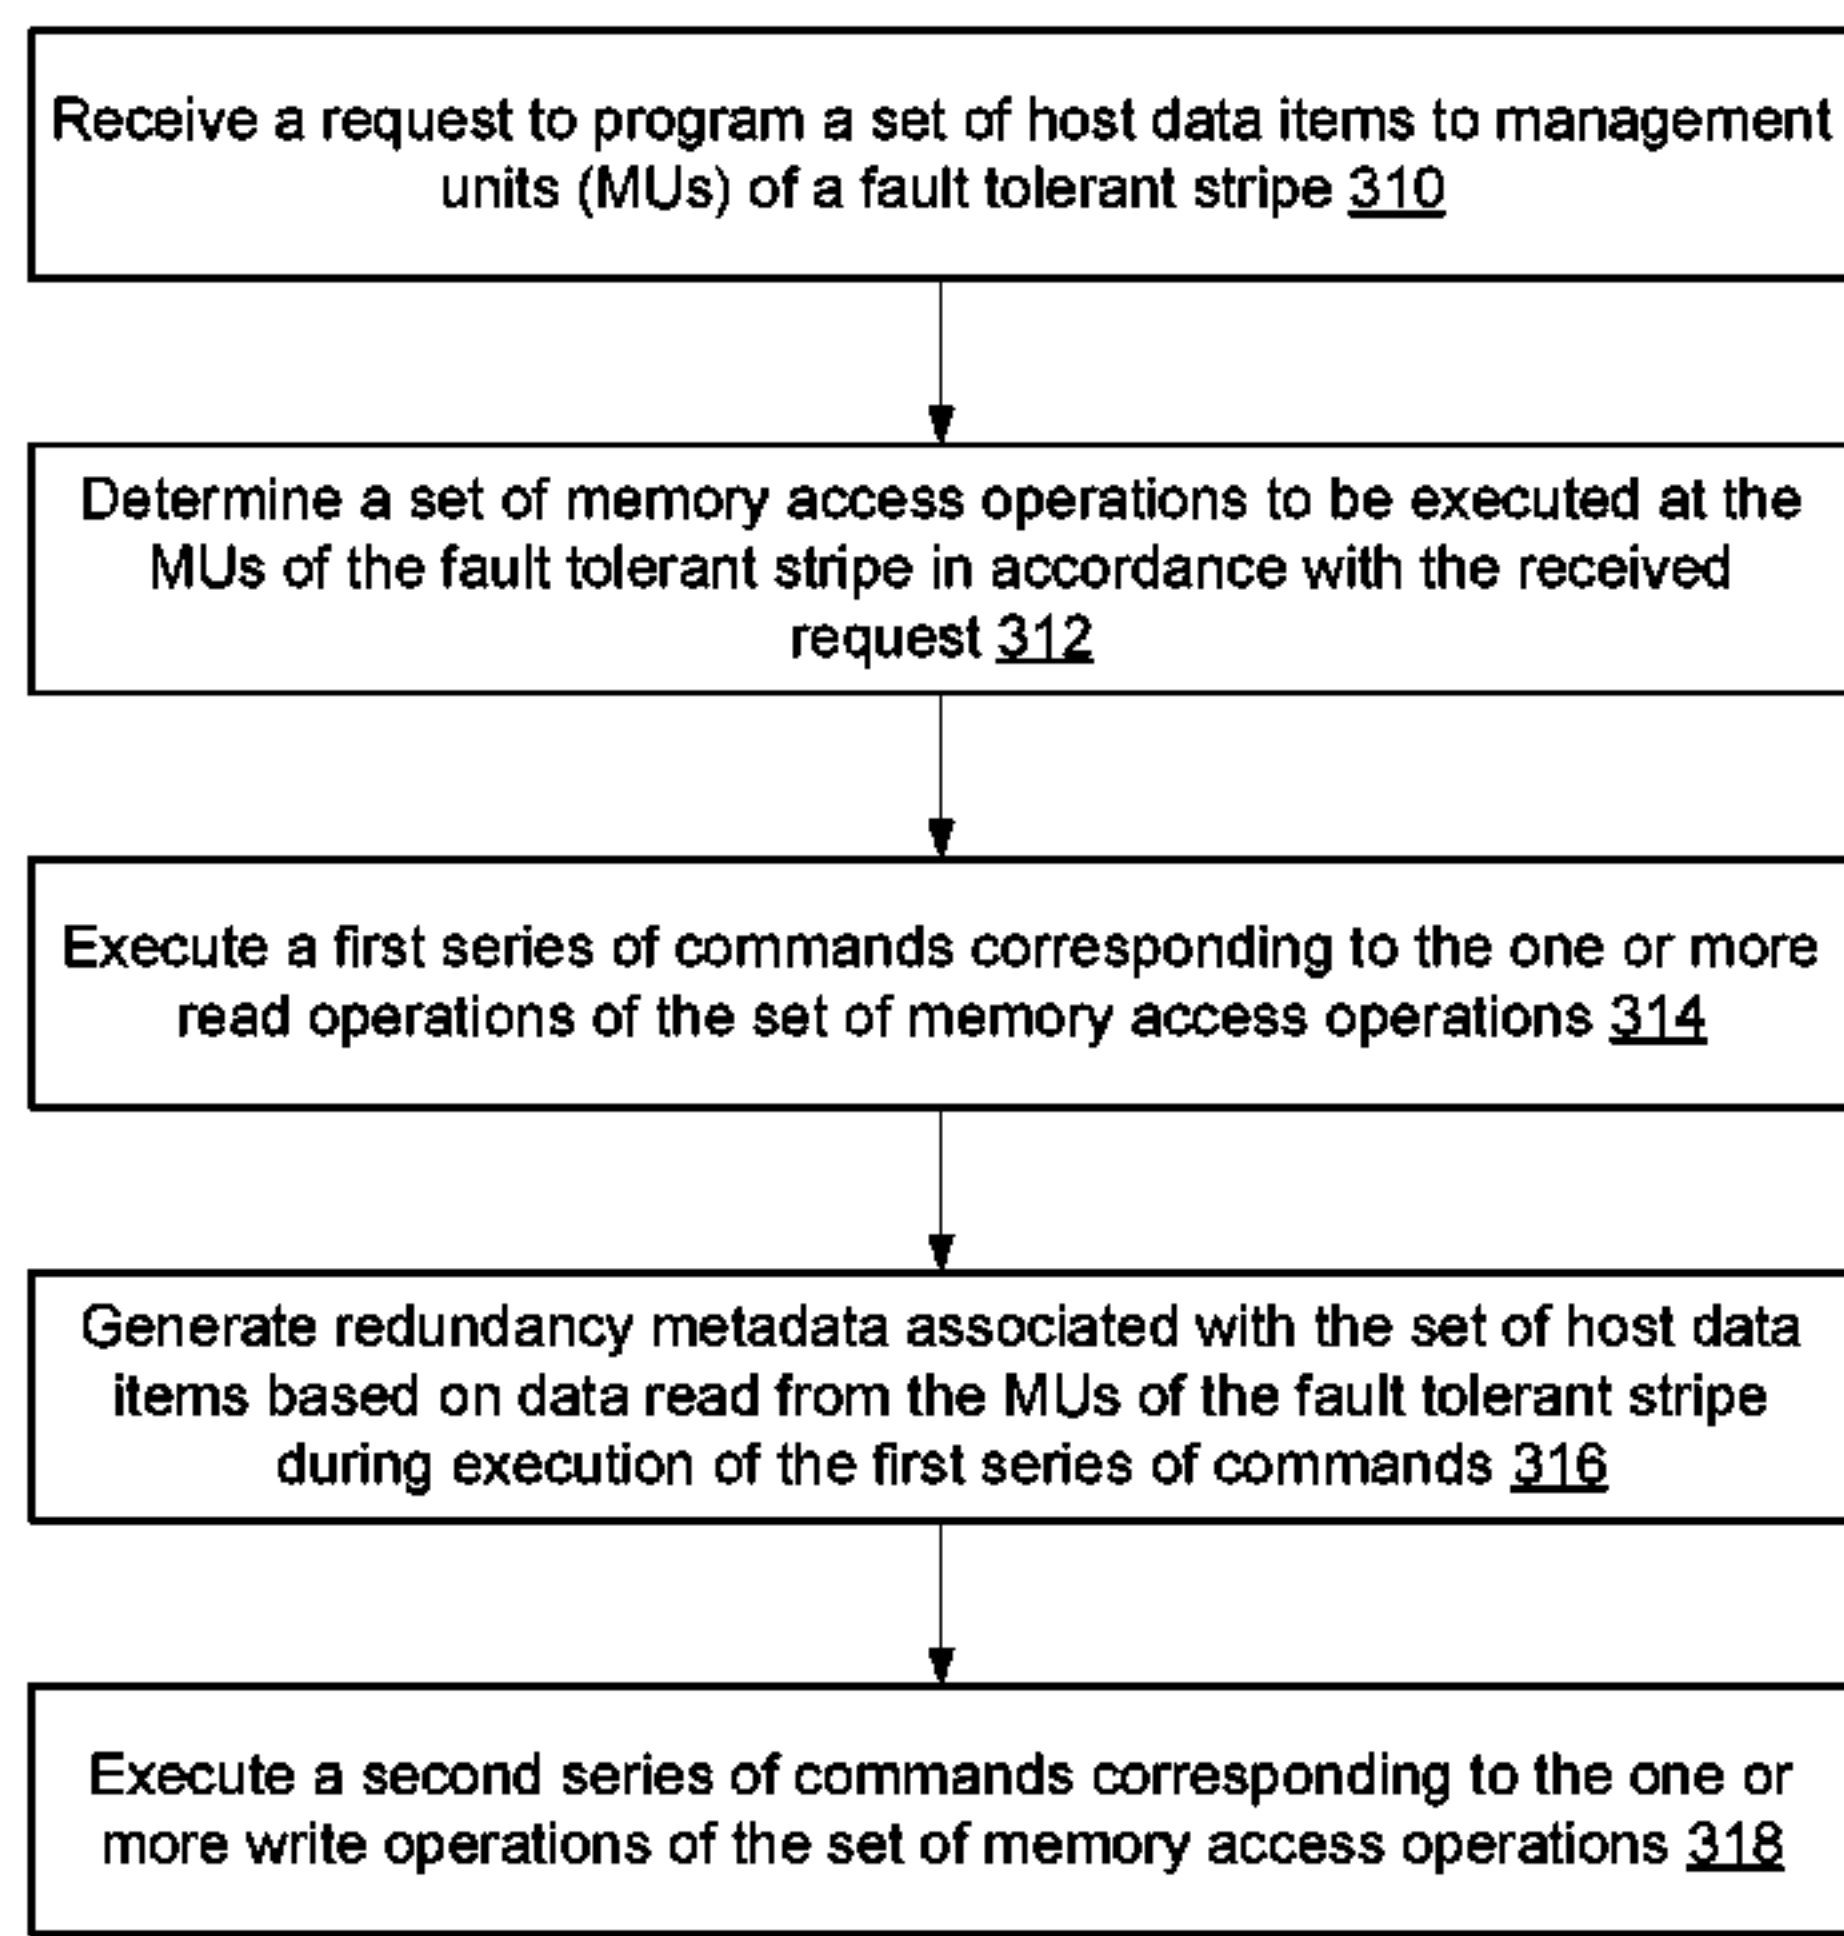 Receive a request to program a set of host data items to management
units (MUs) of a fault tolerant stripe 310
Determine a set of memory access operations to be executed at the
MUs of the fault tolerant stripe in accordance with the received
request 312
Execute a first series of commands corresponding to the one or more
read operations of the set of memory access operations 314
Generate redundancy metadata associated with the set of host data
items based on data read from the MUs of the fault tolerant stripe
during execution of the first series of commands 316
Execute a second series of commands corresponding to the one or
more write operations of the set of memory access operations 318